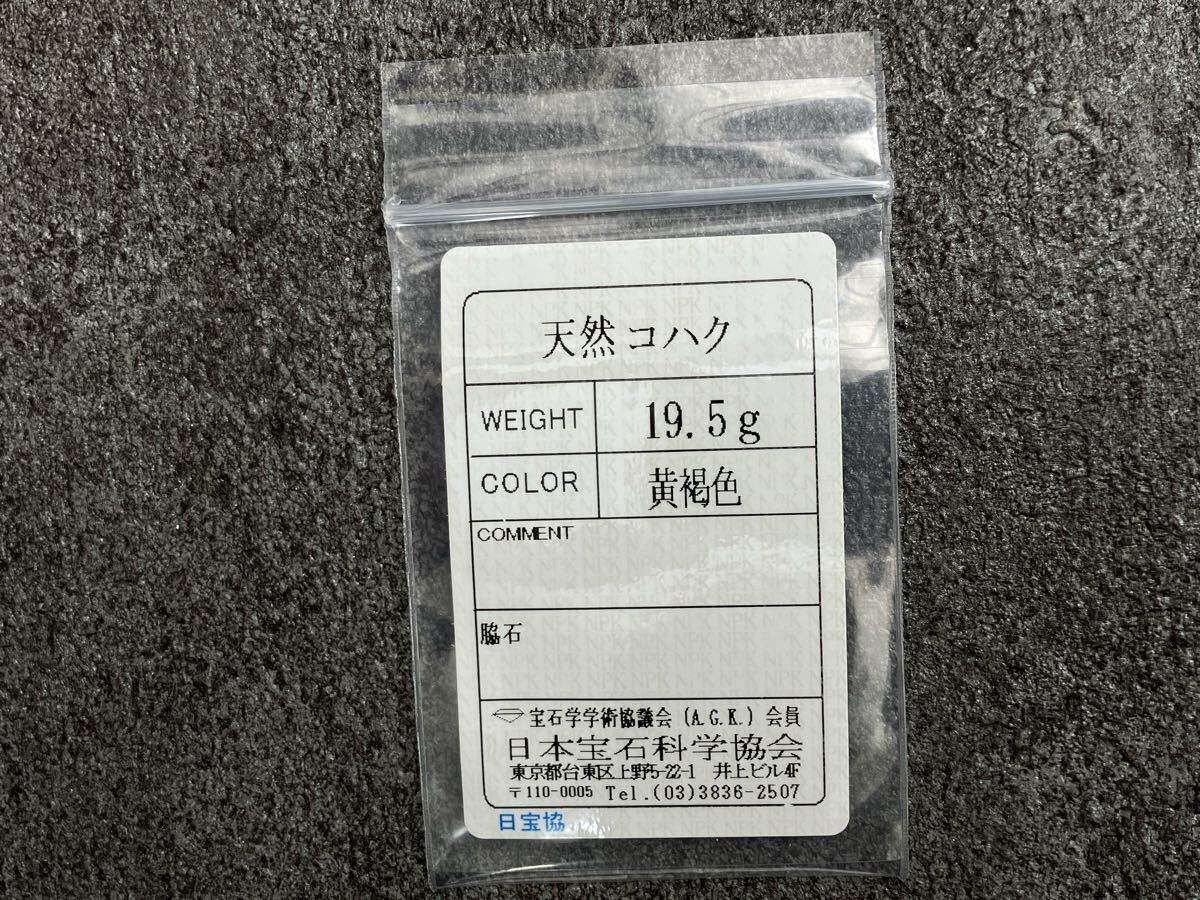 天然 コハク
WEIGHT 19.5g
COLOR 黄褐色
COMMENT
脇石
宝石学学術協議会 (A.G.K.) 会員
日本宝石科学協会
東京都台東区上野5-22-1 井上ビル4F
〒110-0005 Tel.(03)3836-2507
日宝協